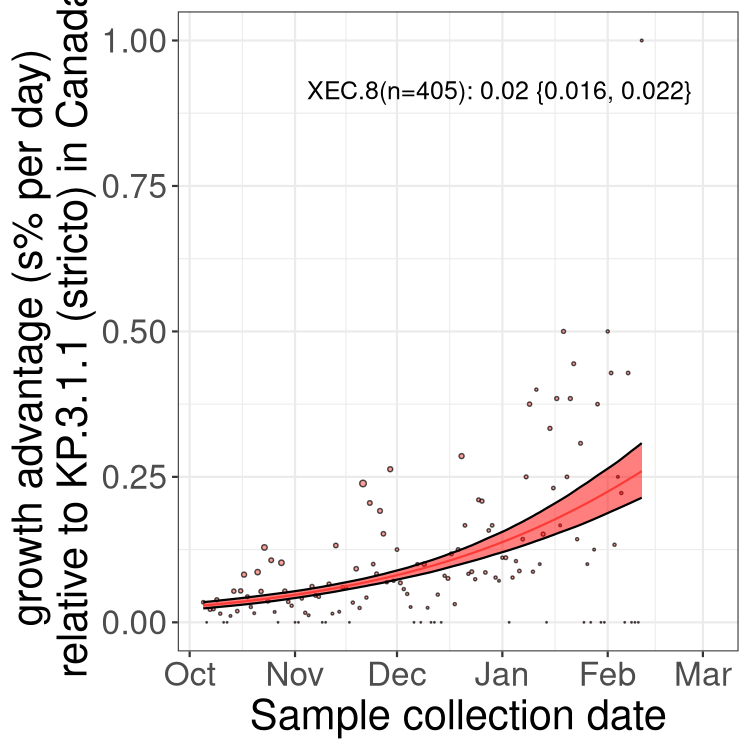 growth advantage (s% per day)
relative to KP.3.1.1 (stricto) in Canada
1.00
0.75
0.50
0.25
0.00
XEC.8(n=405): 0.02 {0.016, 0.022}
Oct Nov Dec Jan Feb Mar
Sample collection date